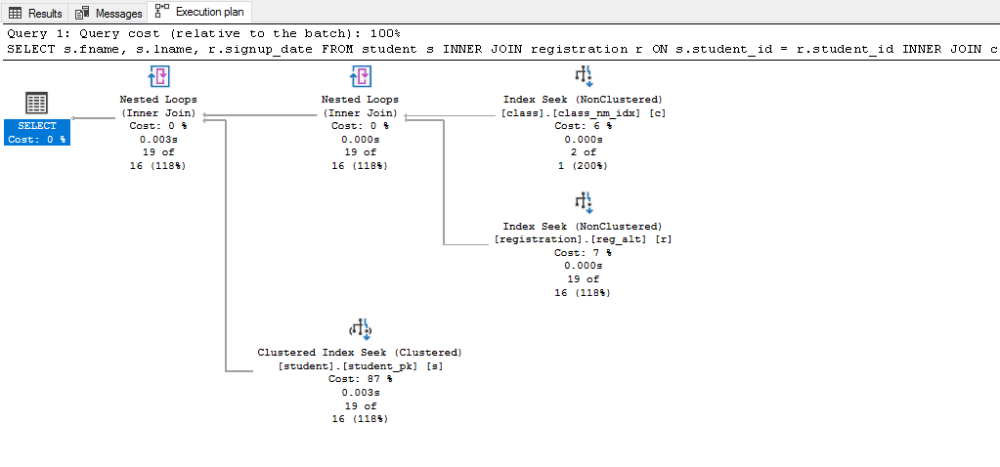 Results Messages Execution plan
Query 1: Query cost (relative to the batch): 100%
SELECT s.fname, s.lname, r.signup_date FROM student s INNER JOIN registration r ON s.student_id = r.student_id INNER JOIN c
SELECT
Cost: 0 %
Nested Loops
(Inner Join)
Cost: 0 %
0.003s
19 of
16 (118%)
Nested Loops
(Inner Join)
Cost: 0 %
0.000s
19 of
16 (118%)
Index Seek (NonClustered)
[class].[class_nm_idx] [c]
Cost: 6 %
0.000s
2 of
1 (200%)
Index Seek (NonClustered)
[registration].[reg_alt] [r]
Cost: 7 %
0.000s
19 of
16 (118%)
Clustered Index Seek (Clustered)
[student].[student_pk] [s]
Cost: 87 %
0.003s
19 of
16 (118%)